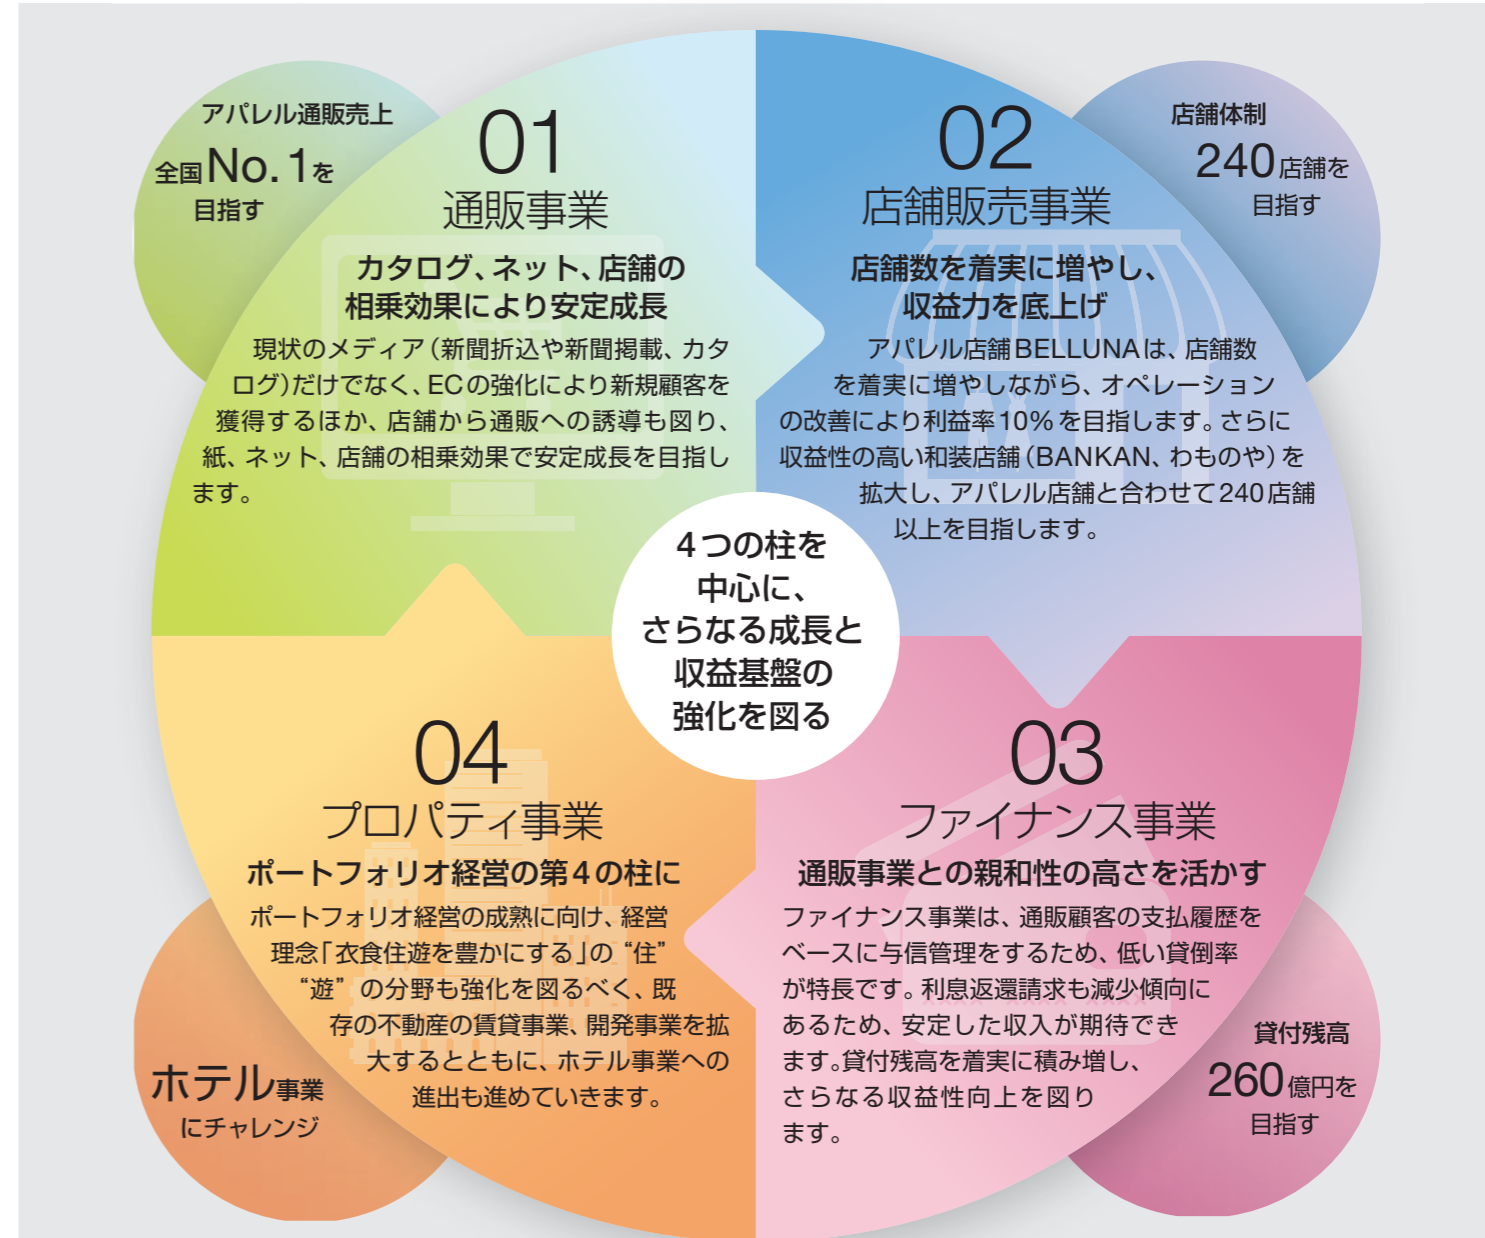 アパレル通販売上
全国No.1を
目指す
01
通販事業
カタログ、ネット、店舗の
相乗効果により安定成長
現状のメディア(新聞折込や新聞掲載、カタ
ログ)だけでなく、ECの強化により新規顧客を
獲得するほか、店舗から通販への誘導も図り、
紙、ネット、店舗の相乗効果で安定成長を目指し
ます。
02
店舗販売事業
店舗数を着実に増やし、
収益力を底上げ
アパレル店舗BELLUNAは、店舗数
を着実に増やしながら、オペレーション
の改善により利益率10%を目指します。さらに
収益性の高い和装店舗(BANKAN、わものや)を
拡大し、アパレル店舗と合わせて240店舗
以上を目指します。
店舗体制
240店舗を
目指す
4つの柱を
中心に、
さらなる成長と
収益基盤の
強化を図る
03
ファイナンス事業
通販事業との親和性の高さを活かす
ファイナンス事業は、通販顧客の支払履歴を
ベースに与信管理をするため、低い貸倒率
が特長です。利息返還請求も減少傾向に
あるため、安定した収入が期待でき
ます。貸付残高を着実に積み増し、
さらなる収益性向上を図り
ます。
貸付残高
260億円を
目指す
04
プロパティ事業
ポートフォリオ経営の第4の柱に
ポートフォリオ経営の成熟に向け、経営
理念「衣食住遊を豊かにする」の“住”
“遊”の分野も強化を図るべく、既
存の不動産の賃貸事業、開発事業を拡
大するとともに、ホテル事業への
進出も進めていきます。
ホテル事業
にチャレンジ